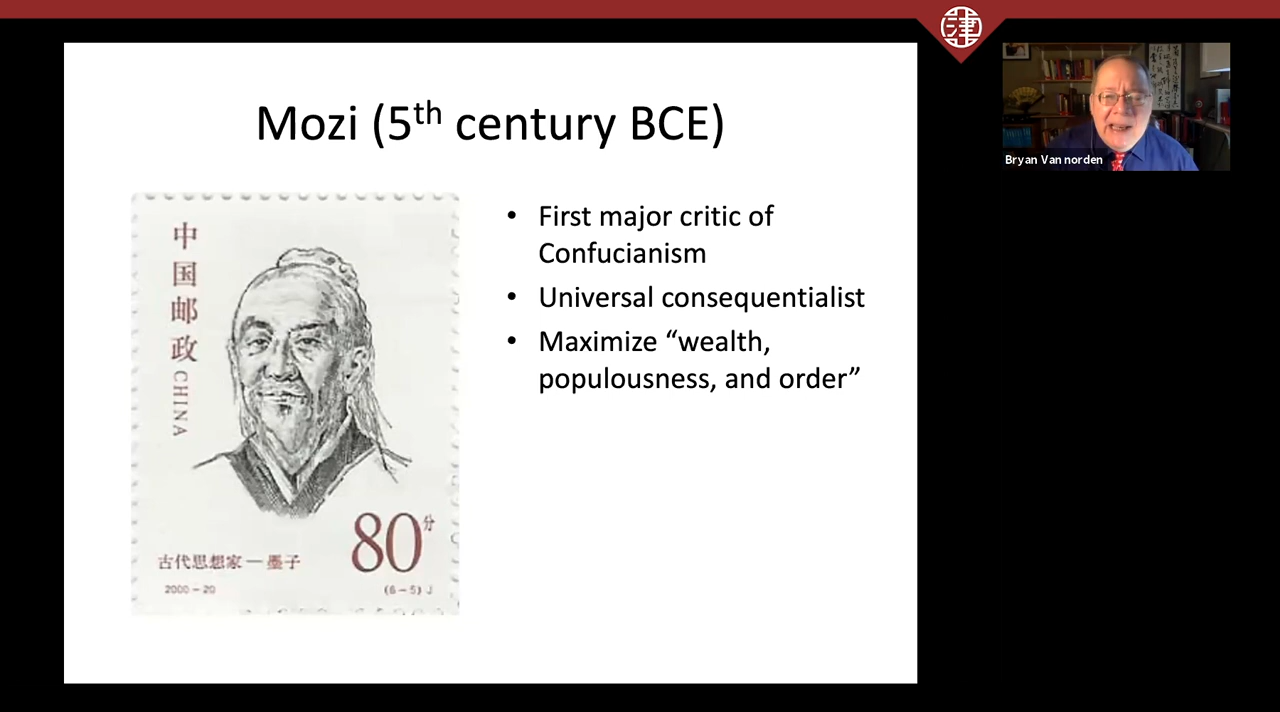 Mozi (5th century BCE)
中国邮政 CHINA
80分
古代思想家—墨子
2000-20
(6-5) J
• First major critic of
Confucianism
• Universal consequentialist
• Maximize “wealth,
populousness, and order”
Bryan Van norden